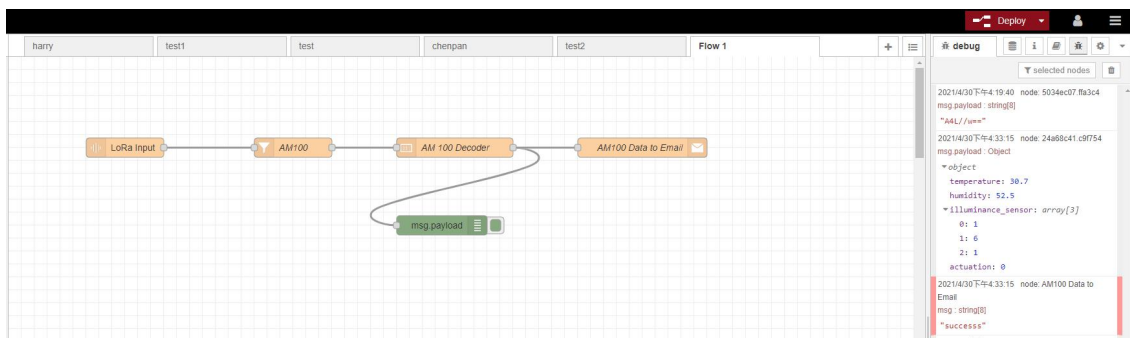 Deploy
harry
test1
test
chenpan
test2
Flow 1
debug
selected nodes
LoRa Input
AM100
AM 100 Decoder
AM100 Data to Email
msg.payload
2021/4/30下午4:19:40 node: 5034ec07.ffa3c4
msg.payload : string[8]
"A4L//u=="
2021/4/30下午4:33:15 node: 24a68c41.c9f754
msg.payload : Object
object
temperature: 30.7
humidity: 52.5
illuminance_sensor: array[3]
0: 1
1: 6
2: 1
actuation: 0
2021/4/30下午4:33:15 node: AM100 Data to
Email
msg : string[8]
"successs"